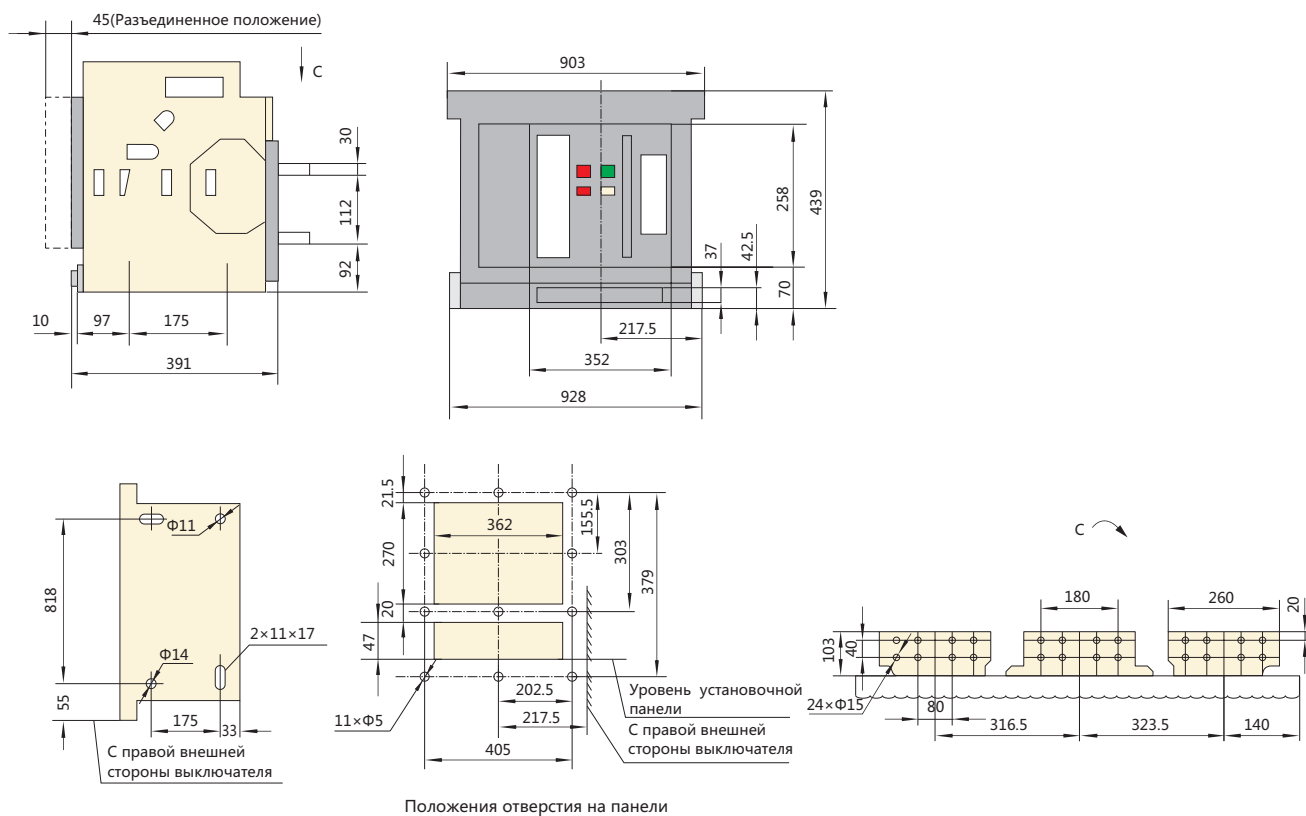 45(Разъединенное положение)
C
30
112
92
10
97
175
391
903
258
439
37
42.5
70
217.5
352
928
818
55
Φ11
Φ14
2×11×17
175
33
С правой внешней
стороны выключателя
21.5
270
20
47
362
155.5
303
379
11×Φ5
202.5
217.5
405
Уровень установочной
панели
С правой внешней
стороны выключателя
Положения отверстия на панели
C
180
260
20
103
40
24×Φ15
80
316.5
323.5
140